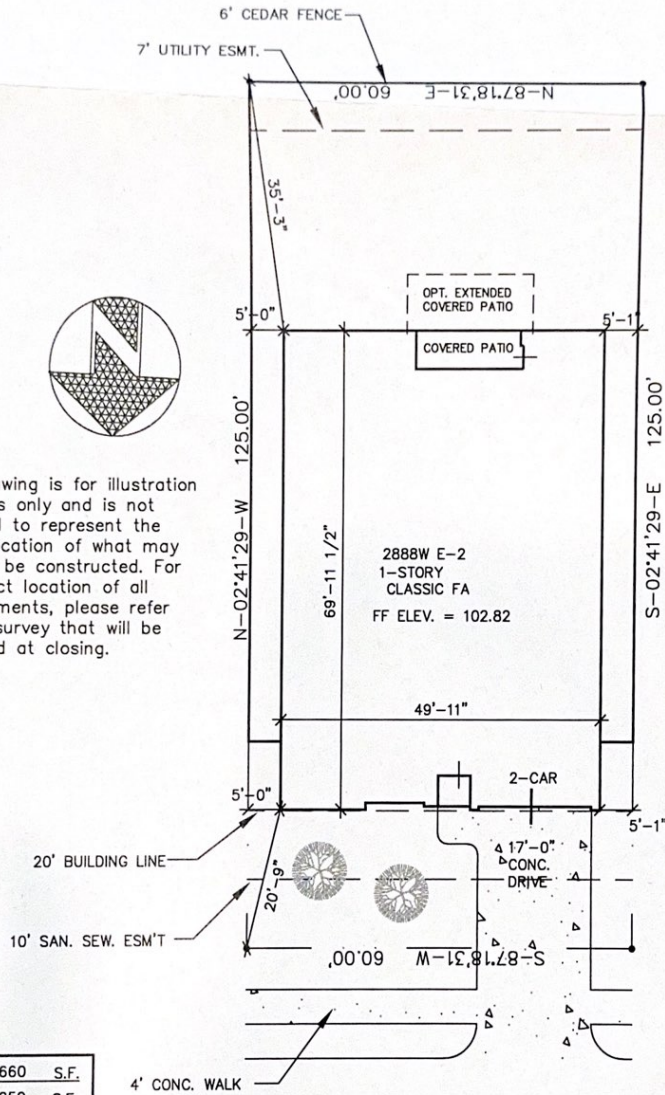 6' CEDAR FENCE
7' UTILITY ESMT.
N-87°18'31-E 60.00'
35'-3"
OPT. EXTENDED
COVERED PATIO
5'-0"
5'-1"
COVERED PATIO
N
N-02°41'29-W 125.00'
S-02°41'29-E 125.00'
wing is for illustration
s only and is not
d to represent the
cation of what may
be constructed. For
ct location of all
ments, please refer
survey that will be
d at closing.
69'-11 1/2"
2888W E-2
1-STORY
CLASSIC FA
FF ELEV. = 102.82
49'-11"
2-CAR
5'-0"
5'-1"
20' BUILDING LINE
17'-0"
CONC.
DRIVE
20'-9"
10' SAN. SEW. ESM'T
S-87°18'31-W 60.00'
660 S.F.
4' CONC. WALK